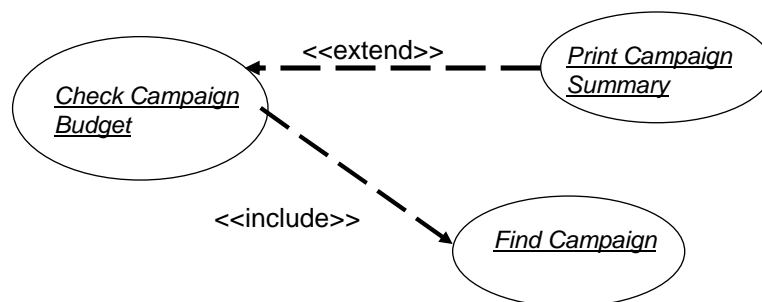 <<extend>>
Print Campaign
Summary
Check Campaign
Budget
<<include>>
Find Campaign